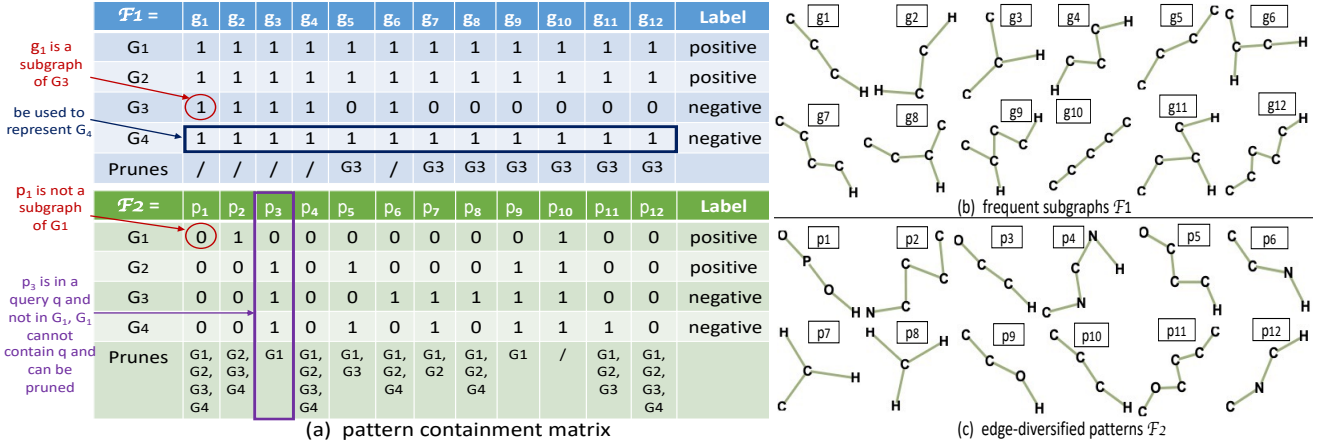 𝓕1 = g1 g2 g3 g4 g5 g6 g7 g8 g9 g10 g11 g12 Label
G1 1 1 1 1 1 1 1 1 1 1 1 1 positive
G2 1 1 1 1 1 1 1 1 1 1 1 1 positive
G3 1 1 1 1 0 1 0 0 0 0 0 0 negative
G4 1 1 1 1 1 1 1 1 1 1 1 1 negative
Prunes / / / / G3 / G3 G3 G3 G3 G3 G3
g1 is a
subgraph
of G3
be used to
represent G4
𝓕2 = p1 p2 p3 p4 p5 p6 p7 p8 p9 p10 p11 p12 Label
G1 0 1 0 0 0 0 0 0 0 1 0 0 positive
G2 0 0 1 0 1 0 0 0 1 1 0 0 positive
G3 0 0 1 0 0 1 1 1 1 1 0 0 negative
G4 0 0 1 0 1 0 1 0 1 1 1 0 negative
Prunes G1, G2, G3, G4 G2, G3, G4 G1 G1, G2, G3, G4 G1, G3 G1, G2, G4 G1, G2 G1, G2, G4 G1 / G1, G2, G3 G1, G2, G3, G4
p1 is not a
subgraph
of G1
p3 is in a
query q and
not in G1, G1
cannot
contain q and
can be
pruned
(a) pattern containment matrix
g1 C C C H
g2 H C C H
g3 C C H C
g4 H C C C H
g5 C C C C
g6 C C C H H
g7 C C C C H
g8 C C C C H
g9 C H C C H
g10 C C C C C
g11 H C C C H
g12 H C C C C
(b) frequent subgraphs 𝓕1
p1 O P O H
p2 C C C C N
p3 O C C H
p4 N H C C N
p5 O C C C H
p6 C C N H
p7 H C H C
p8 H H C H
p9 C C O H
p10 C C C H
p11 C C C C O C
p12 H C N C
(c) edge-diversified patterns 𝓕2